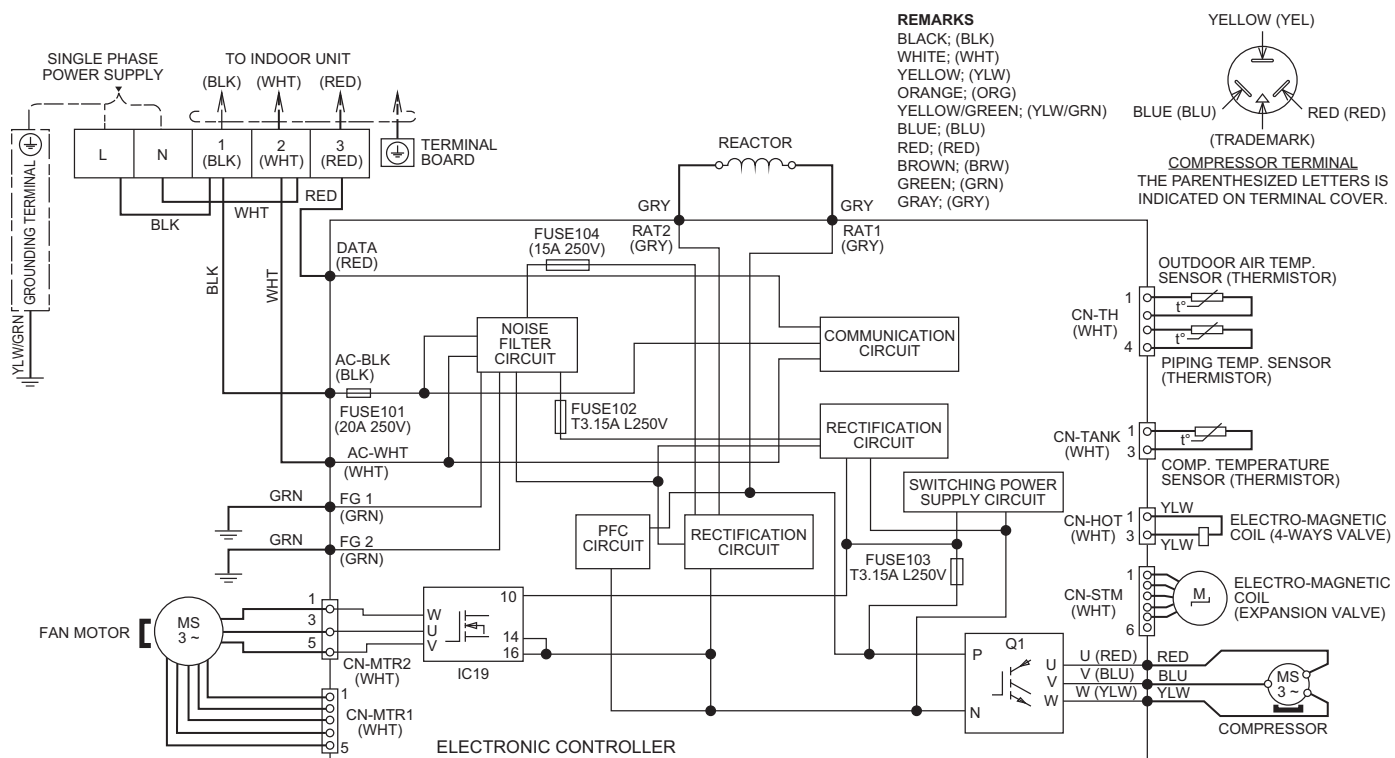 SINGLE PHASE
POWER SUPPLY
TO INDOOR UNIT
(BLK)
(WHT)
(RED)
L
N
1
(BLK)
2
(WHT)
3
(RED)
TERMINAL
BOARD
GROUNDING TERMINAL
YLW/GRN
BLK
WHT
RED
BLK
WHT
REMARKS
BLACK; (BLK)
WHITE; (WHT)
YELLOW; (YLW)
ORANGE; (ORG)
YELLOW/GREEN; (YLW/GRN)
BLUE; (BLU)
RED; (RED)
BROWN; (BRW)
GREEN; (GRN)
GRAY; (GRY)
YELLOW (YEL)
BLUE (BLU)
RED (RED)
(TRADEMARK)
COMPRESSOR TERMINAL
THE PARENTHESIZED LETTERS IS
INDICATED ON TERMINAL COVER.
REACTOR
GRY
GRY
RAT2
(GRY)
RAT1
(GRY)
FUSE104
(15A 250V)
DATA
(RED)
NOISE
FILTER
CIRCUIT
COMMUNICATION
CIRCUIT
AC-BLK
(BLK)
FUSE101
(20A 250V)
FUSE102
T3.15A L250V
RECTIFICATION
CIRCUIT
AC-WHT
(WHT)
SWITCHING POWER
SUPPLY CIRCUIT
GRN
FG 1
(GRN)
GRN
FG 2
(GRN)
PFC
CIRCUIT
RECTIFICATION
CIRCUIT
FUSE103
T3.15A L250V
OUTDOOR AIR TEMP.
SENSOR (THERMISTOR)
1
t°
CN-TH
(WHT)
t°
4
PIPING TEMP. SENSOR
(THERMISTOR)
CN-TANK
(WHT)
1
t°
3
COMP. TEMPERATURE
SENSOR (THERMISTOR)
CN-HOT
(WHT)
1
YLW
3
YLW
ELECTRO-MAGNETIC
COIL (4-WAYS VALVE)
1
CN-STM
(WHT)
6
M
ELECTRO-MAGNETIC
COIL
(EXPANSION VALVE)
FAN MOTOR
MS
3 ~
1
3
5
CN-MTR2
(WHT)
W
U
V
10
14
16
IC19
1
CN-MTR1
(WHT)
5
ELECTRONIC CONTROLLER
P
N
Q1
U
V
W
U (RED)
V (BLU)
W (YLW)
RED
BLU
YLW
MS
3 ~
COMPRESSOR